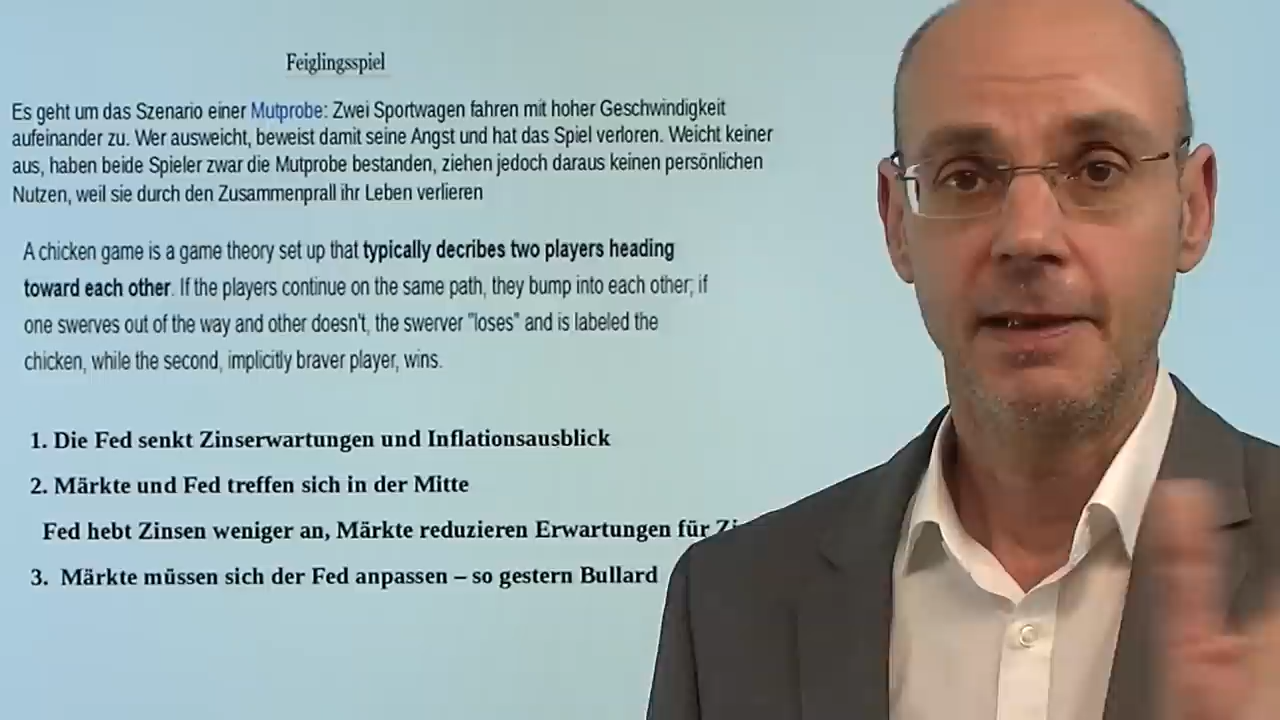 Feiglingsspiel
Es geht um das Szenario einer Mutprobe: Zwei Sportwagen fahren mit hoher Geschwindigkeit
aufeinander zu. Wer ausweicht, beweist damit seine Angst und hat das Spiel verloren. Weicht keiner
aus, haben beide Spieler zwar die Mutprobe bestanden, ziehen jedoch daraus keinen persönlichen
Nutzen, weil sie durch den Zusammenprall ihr Leben verlieren
A chicken game is a game theory set up that typically decribes two players heading
toward each other. If the players continue on the same path, they bump into each other; if
one swerves out of the way and other doesn't, the swerver "loses" and is labeled the
chicken, while the second, implicitly braver player, wins.
1. Die Fed senkt Zinserwartungen und Inflationsausblick
2. Märkte und Fed treffen sich in der Mitte
Fed hebt Zinsen weniger an, Märkte reduzieren Erwartungen für
3. Märkte müssen sich der Fed anpassen – so gestern Bullard